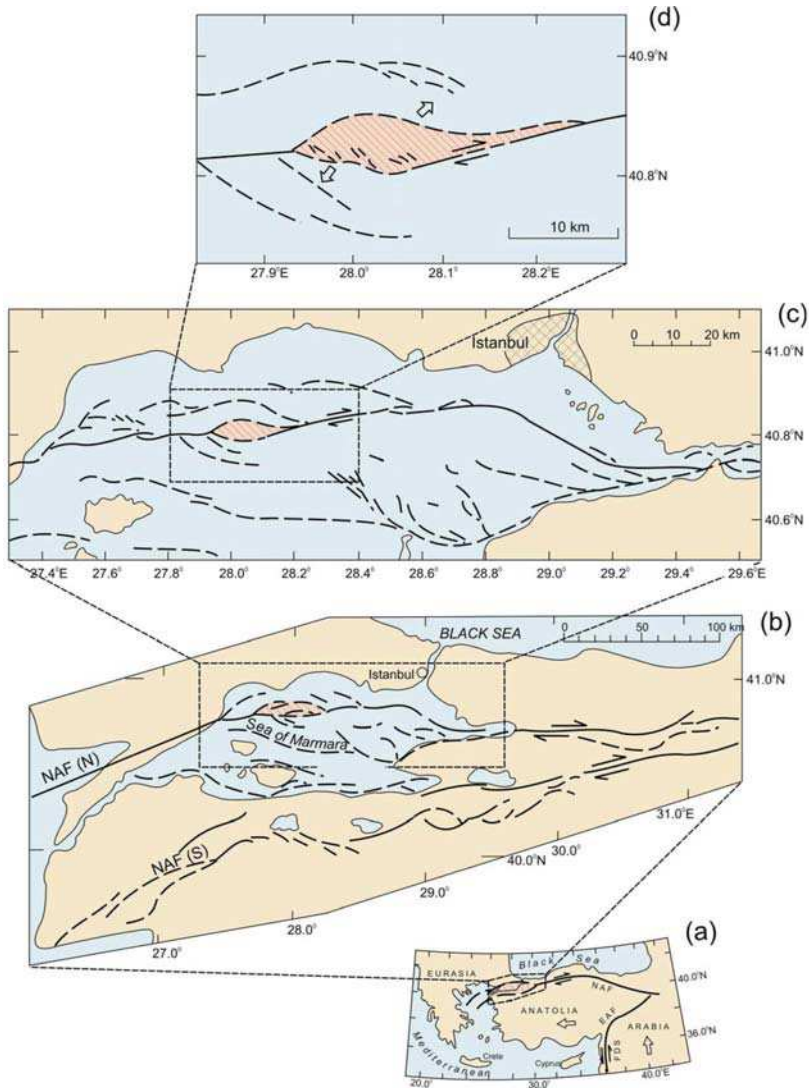 (d)
40.9°N
40.8°N
10 km
27.9°E 28.0° 28.1° 28.2°E
(c)
Istanbul
0 10 20 km
41.0°N
40.8°N
40.6°N
27.4°E 27.6° 27.8° 28.0° 28.2° 28.4° 28.6° 28.8° 29.0° 29.2° 29.4° 29.6°E
(b)
BLACK SEA
0 50 100 km
Istanbul
41.0°N
Sea of Marmara
NAF (N)
NAF (S)
31.0°E
30.0°
40.0°N
29.0°
28.0°
27.0°
(a)
Black Sea
EURASIA
40.0°N
NAF
ANATOLIA
EAF
ARABIA
36.0°N
FDS
Mediterranean
Crete
Cyprus
20.0° 30.0° 40.0°E